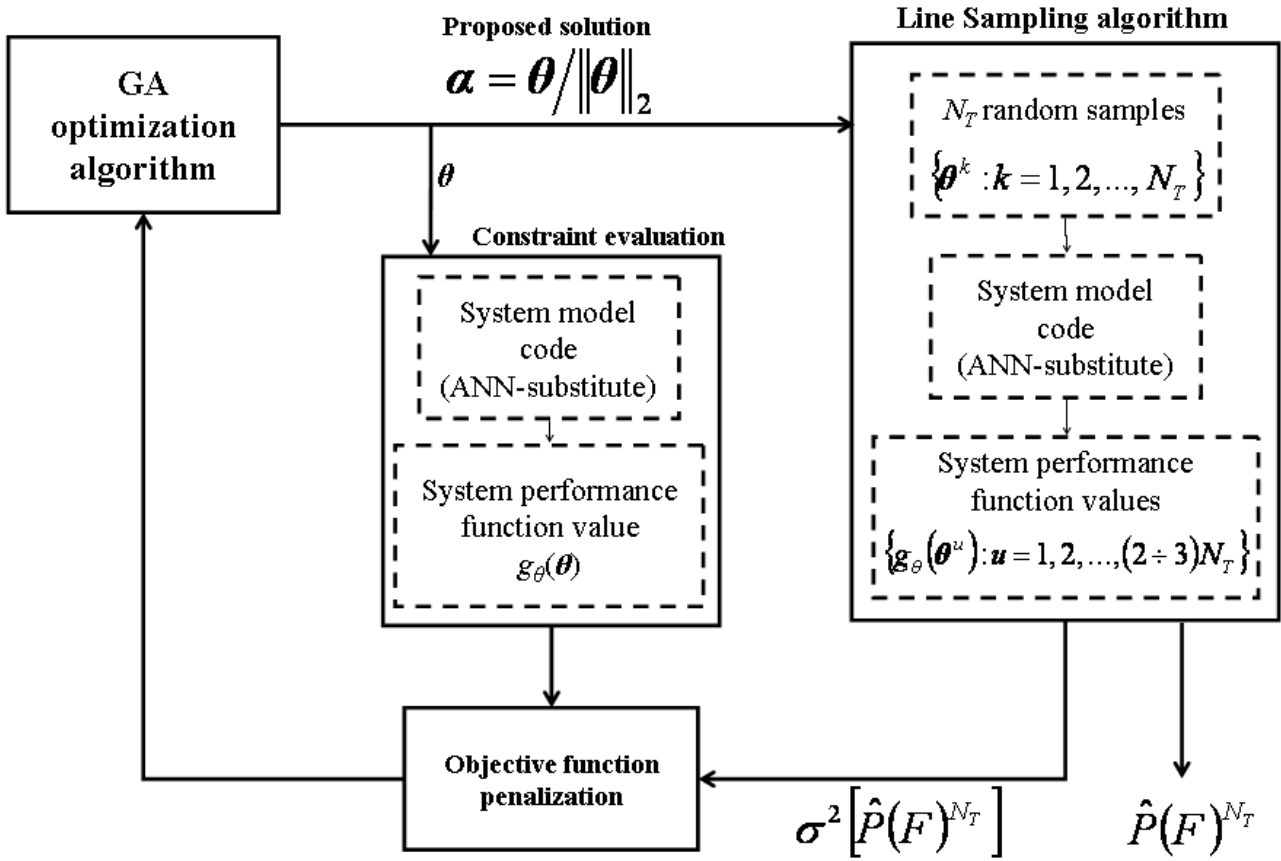 GA
optimization
algorithm
Proposed solution
α = θ/‖θ‖₂
θ
Line Sampling algorithm
N_T random samples
{θ^k : k = 1, 2, ..., N_T}
System model
code
(ANN-substitute)
System performance
function values
{g_θ(θ^u): u = 1, 2, ..., (2 ÷ 3)N_T}
Constraint evaluation
System model
code
(ANN-substitute)
System performance
function value
g_θ(θ)
Objective function
penalization
σ²[P̂(F)^{N_T}]
P̂(F)^{N_T}